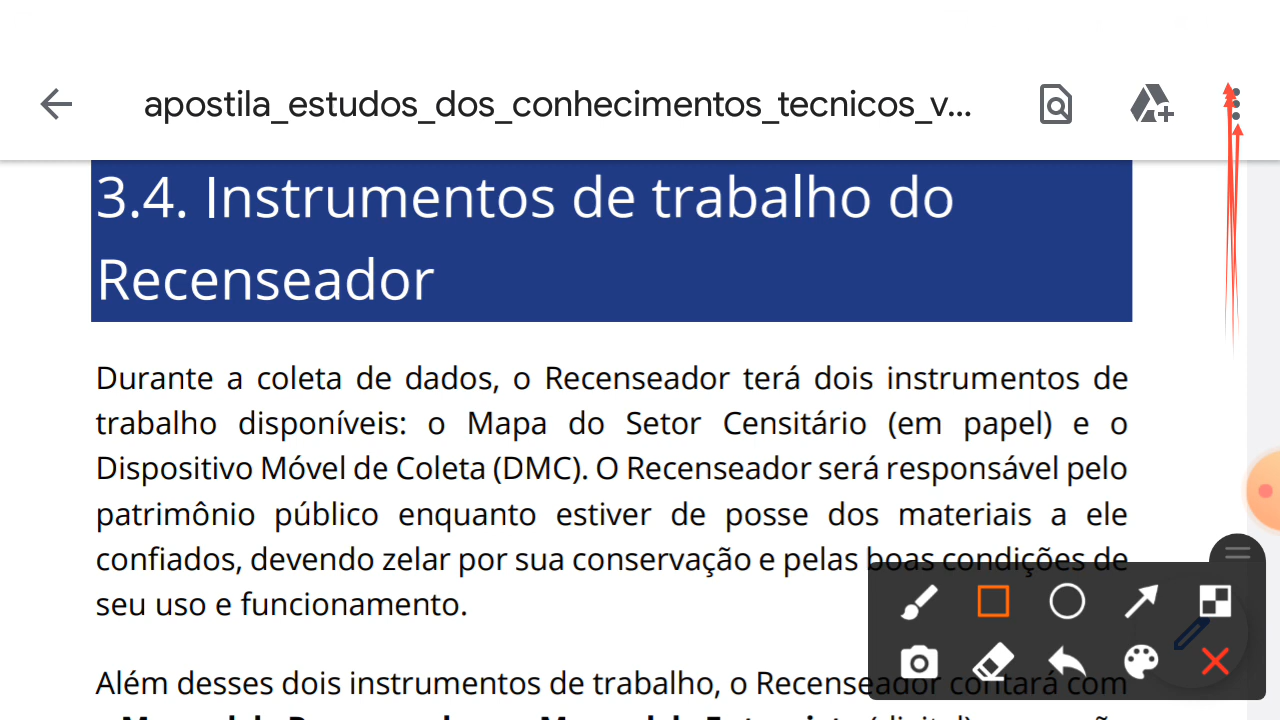 apostila_estudos_dos_conhecimentos_tecnicos_v...
3.4. Instrumentos de trabalho do
Recenseador
Durante a coleta de dados, o Recenseador terá dois instrumentos de
trabalho disponíveis: o Mapa do Setor Censitário (em papel) e o
Dispositivo Móvel de Coleta (DMC). O Recenseador será responsável pelo
patrimônio público enquanto estiver de posse dos materiais a ele
confiados, devendo zelar por sua conservação e pelas boas condições de
seu uso e funcionamento.
Além desses dois instrumentos de trabalho, o Recenseador contará com